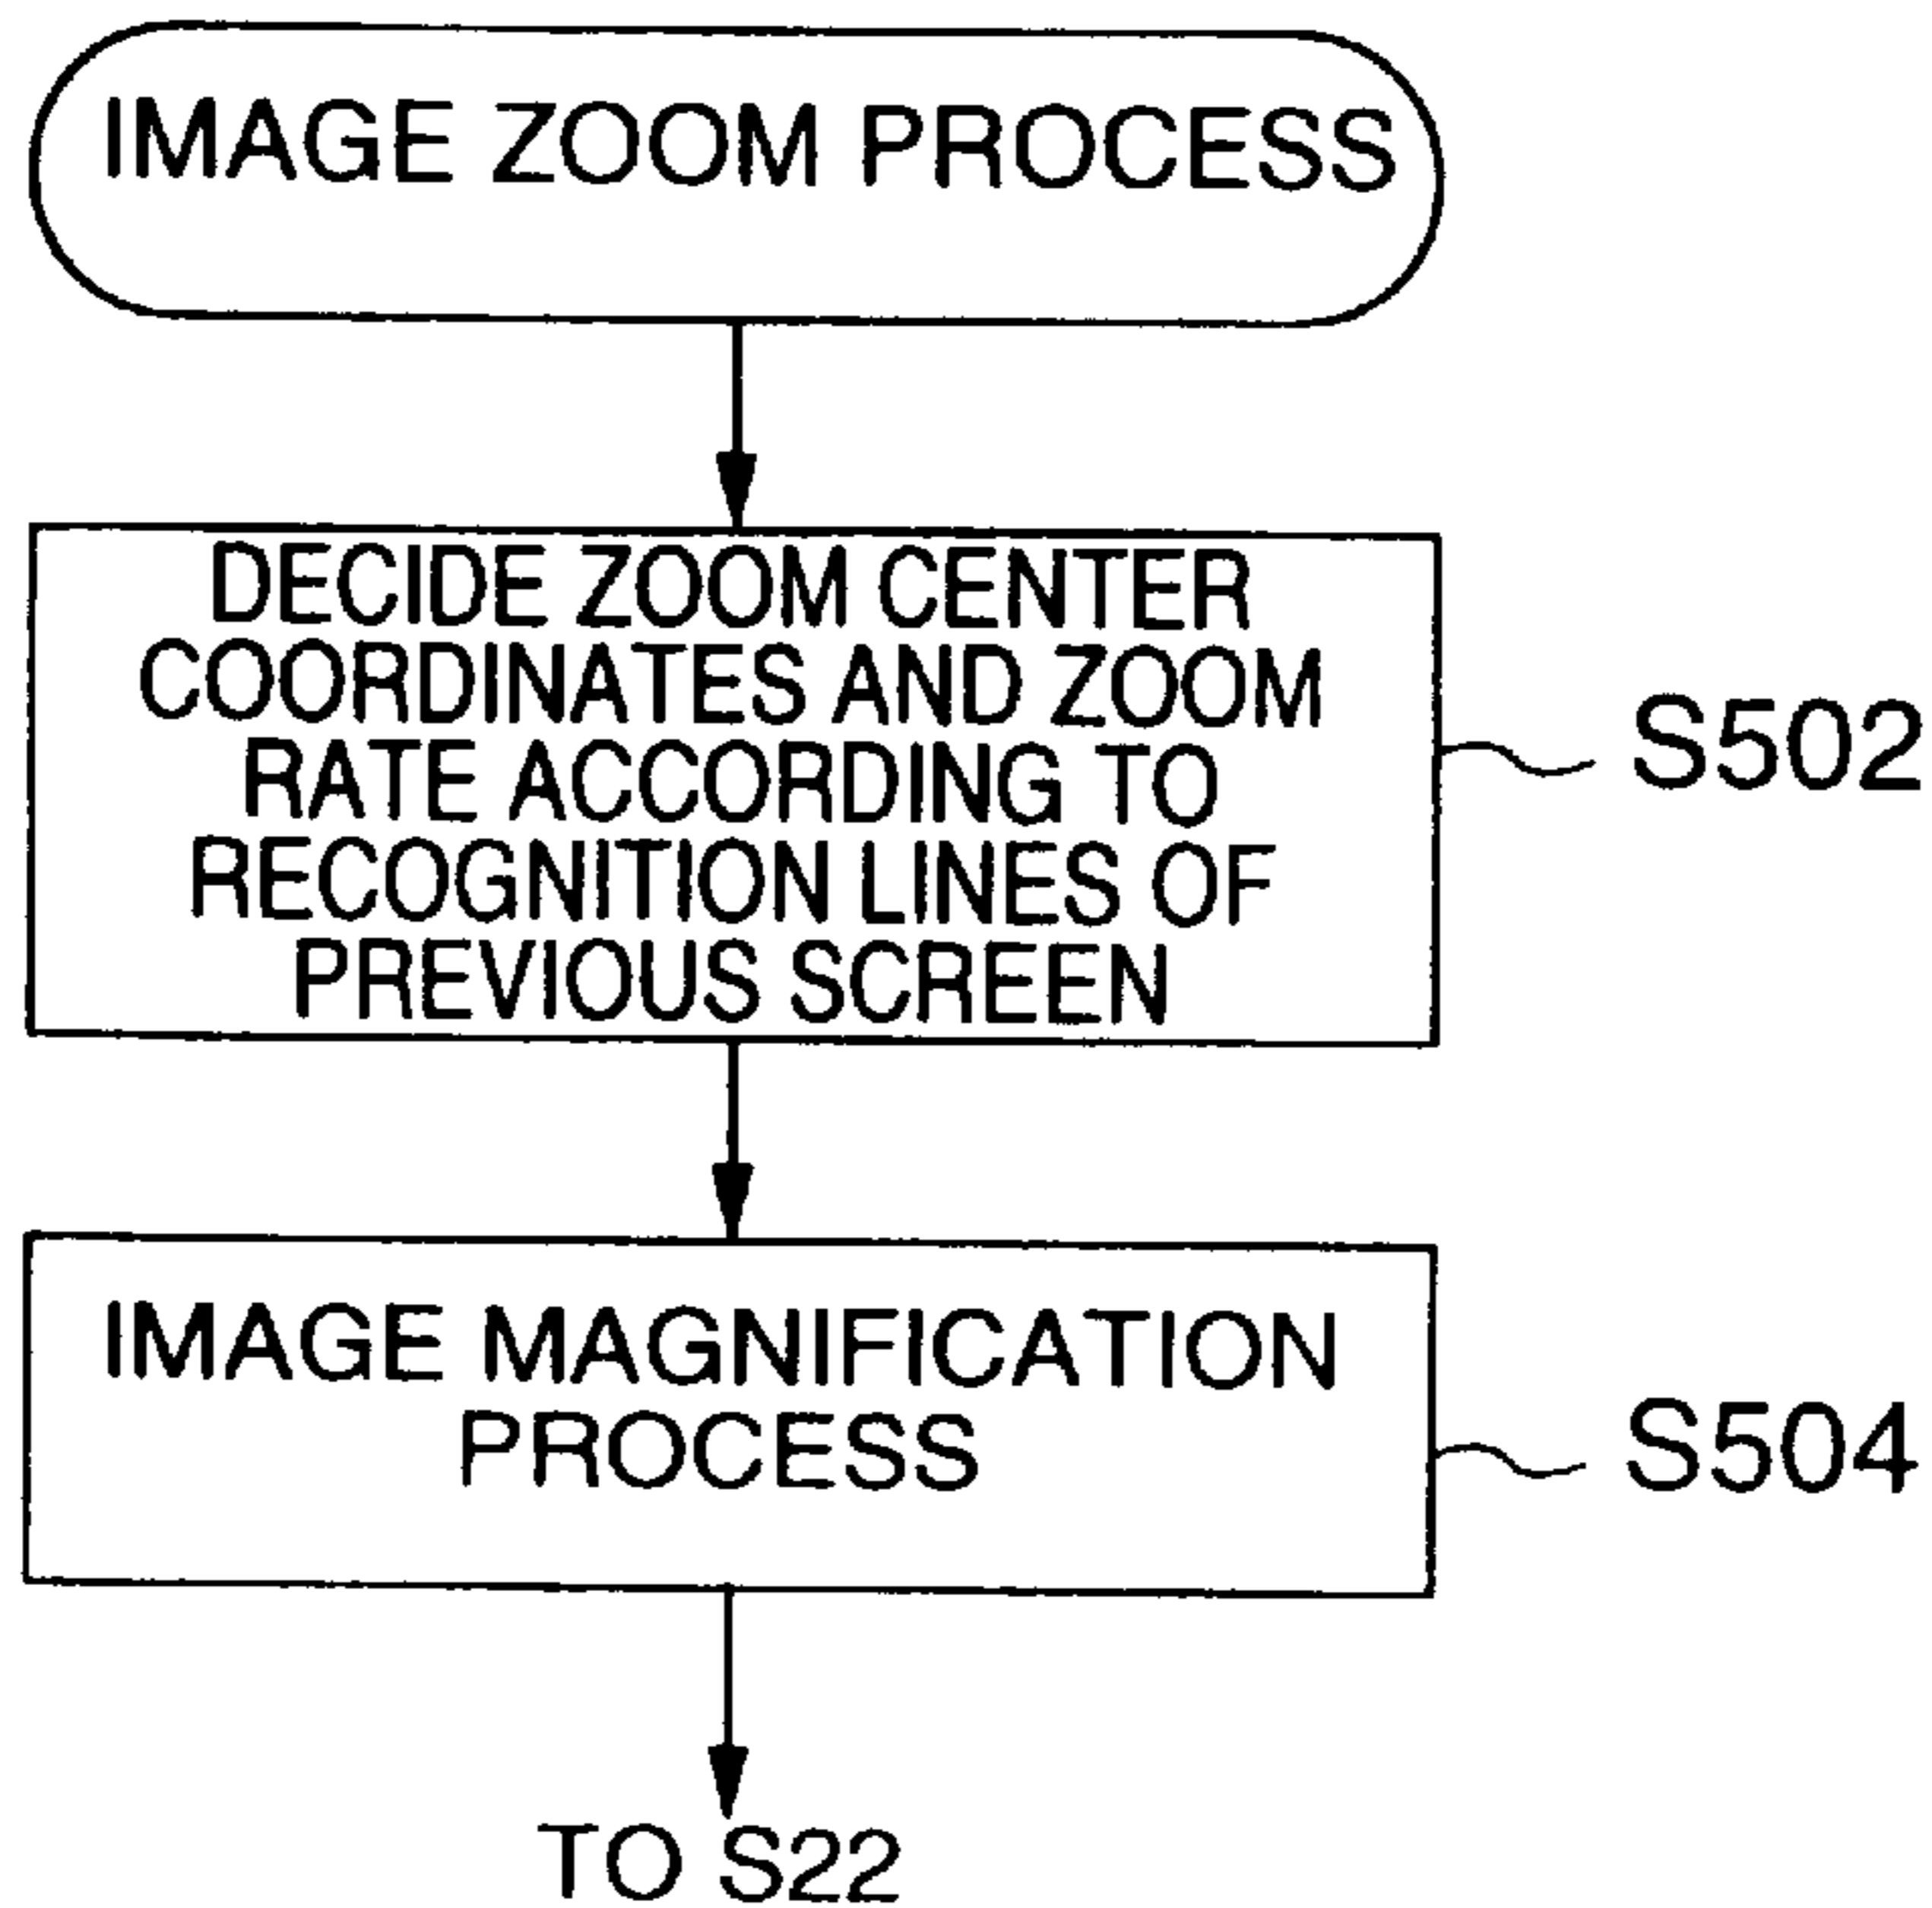 IMAGE ZOOM PROCESS
DECIDE ZOOM CENTER
COORDINATES AND ZOOM
RATE ACCORDING TO
RECOGNITION LINES OF
PREVIOUS SCREEN
S502
IMAGE MAGNIFICATION
PROCESS
S504
TO S22